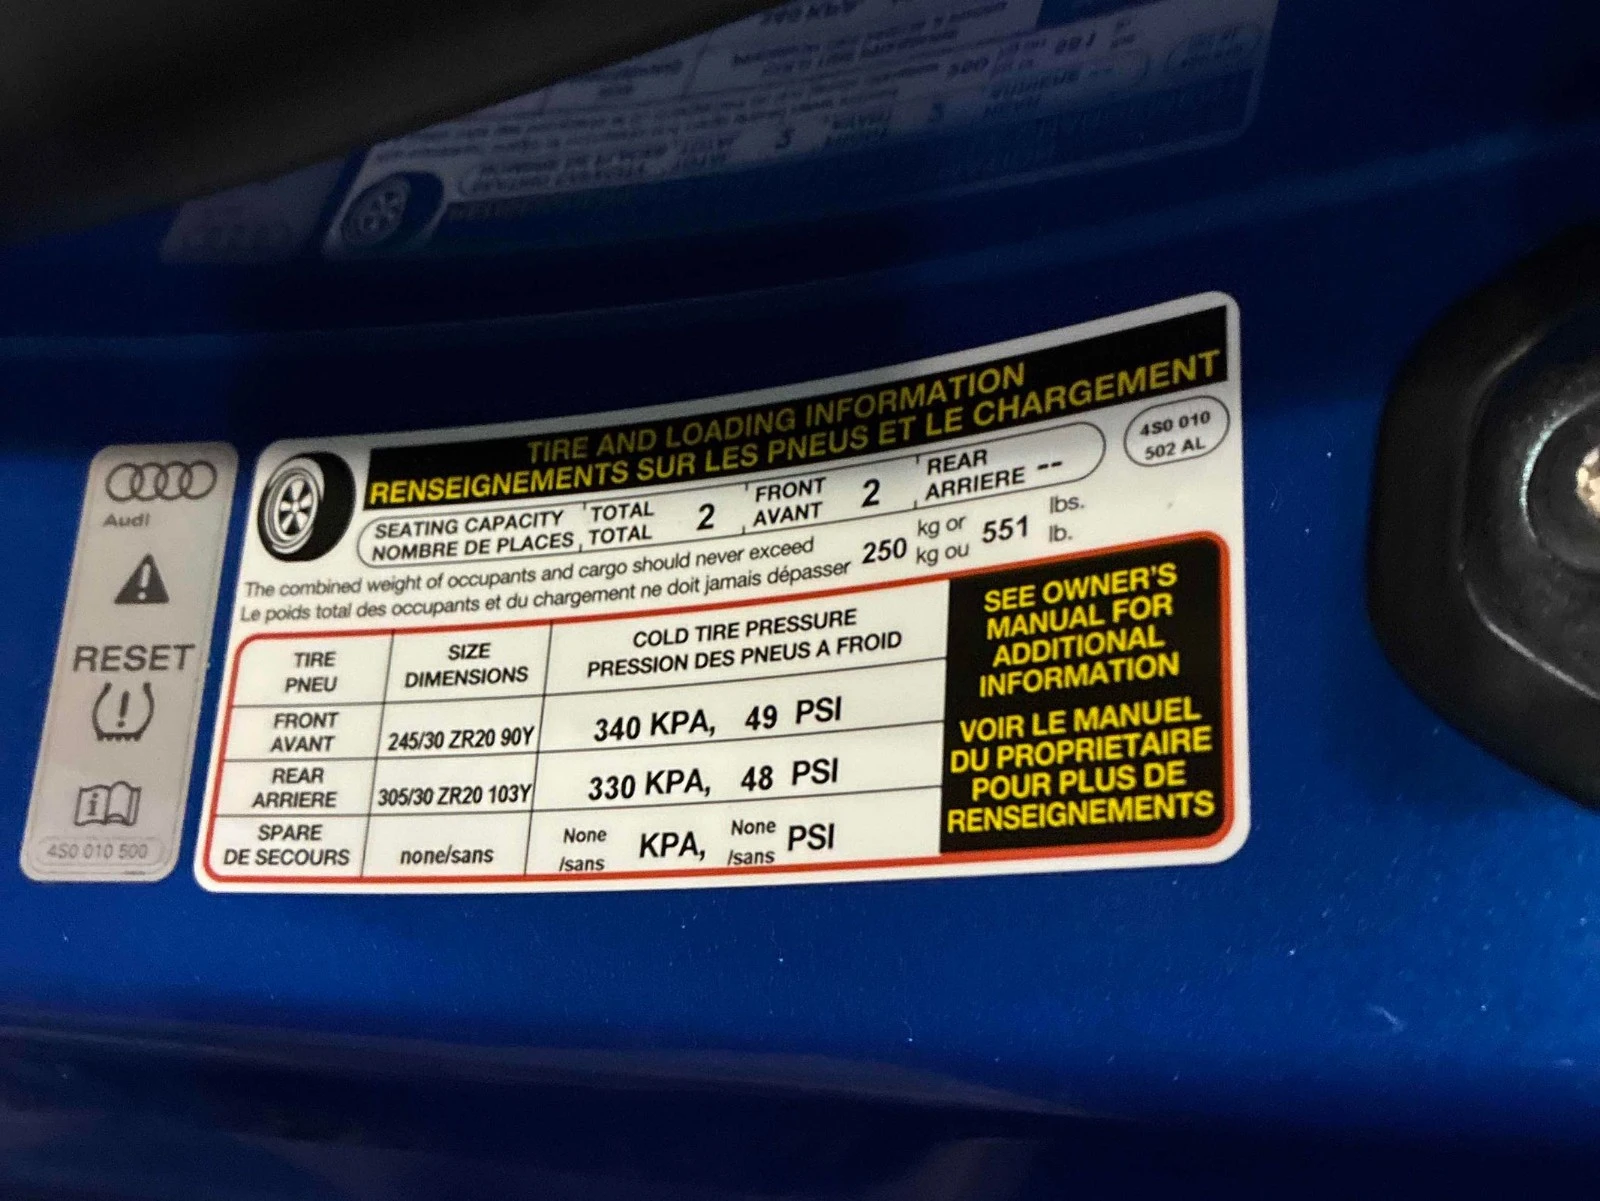 Audi
RESET
4S0 010 500
TIRE AND LOADING INFORMATION
RENSEIGNEMENTS SUR LES PNEUS ET LE CHARGEMENT
4S0 010
502 AL
SEATING CAPACITY TOTAL 2 FRONT 2 REAR --
NOMBRE DE PLACES TOTAL AVANT ARRIERE
The combined weight of occupants and cargo should never exceed 250 kg or 551 lbs.
Le poids total des occupants et du chargement ne doit jamais dépasser kg ou lb.
TIRE SIZE COLD TIRE PRESSURE
PNEU DIMENSIONS PRESSION DES PNEUS A FROID
FRONT
AVANT 245/30 ZR20 90Y 340 KPA, 49 PSI
REAR
ARRIERE 305/30 ZR20 103Y 330 KPA, 48 PSI
SPARE None None
DE SECOURS none/sans /sans KPA, /sans PSI
SEE OWNER'S
MANUAL FOR
ADDITIONAL
INFORMATION
VOIR LE MANUEL
DU PROPRIETAIRE
POUR PLUS DE
RENSEIGNEMENTS